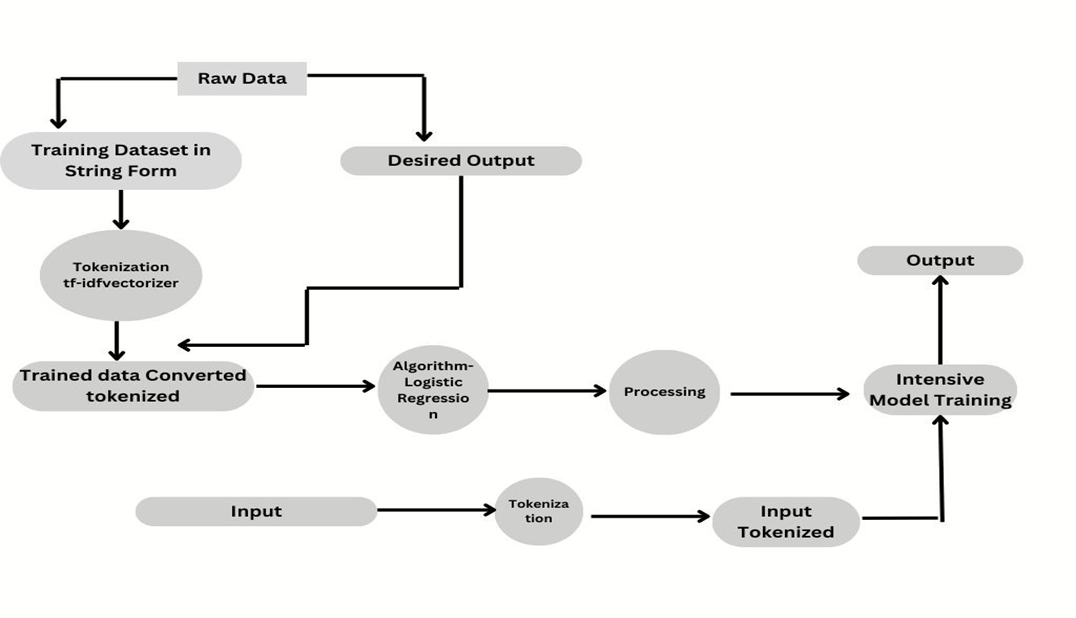 Raw Data
Training Dataset in
String Form
Desired Output
Tokenization
tf-idfvectorizer
Output
Trained data Converted
tokenized
Algorithm-
Logistic
Regressio
n
Processing
Intensive
Model Training
Input
Tokeniza
tion
Input
Tokenized